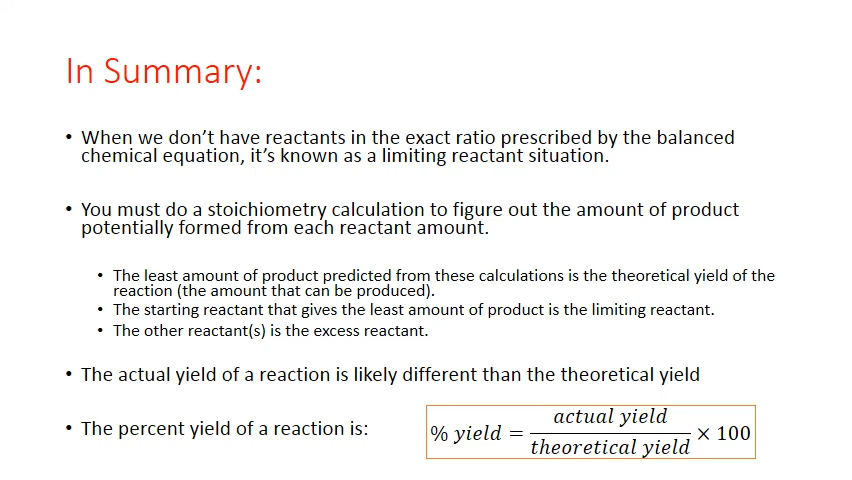 In Summary:
• When we don't have reactants in the exact ratio prescribed by the balanced
chemical equation, it's known as a limiting reactant situation.
• You must do a stoichiometry calculation to figure out the amount of product
potentially formed from each reactant amount.
• The least amount of product predicted from these calculations is the theoretical yield of the
reaction (the amount that can be produced).
• The starting reactant that gives the least amount of product is the limiting reactant.
• The other reactant(s) is the excess reactant.
• The actual yield of a reaction is likely different than the theoretical yield
• The percent yield of a reaction is:
% yield = actual yield / theoretical yield × 100